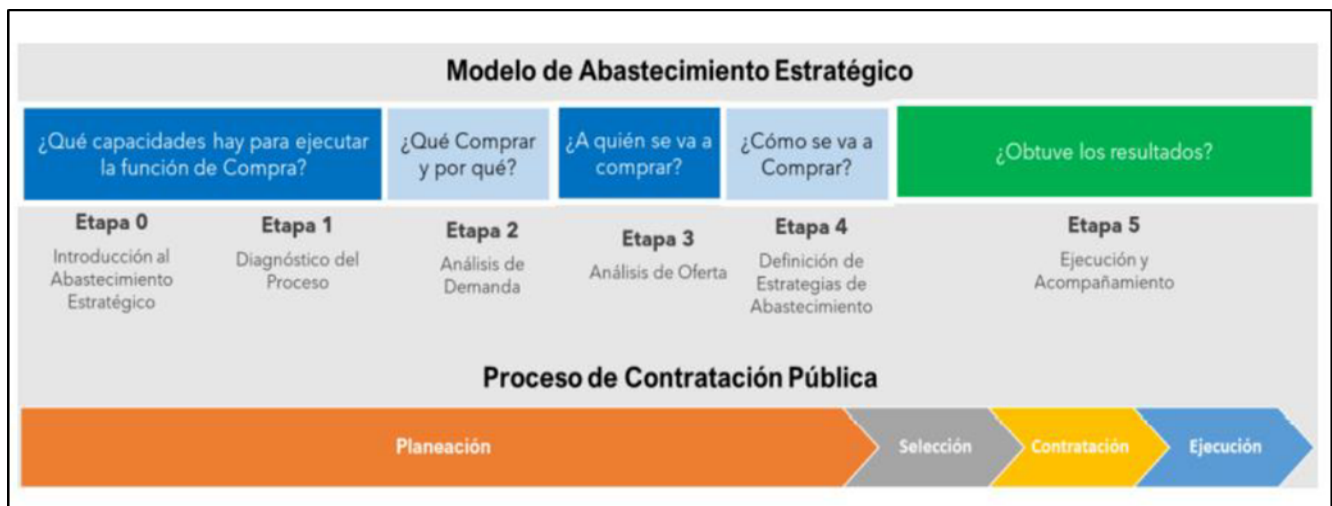 Modelo de Abastecimiento Estratégico
¿Qué capacidades hay para ejecutar
la función de Compra?
¿Qué Comprar
y por qué?
¿A quién se va a
comprar?
¿Cómo se va a
Comprar?
¿Obtuve los resultados?
Etapa 0
Introducción al
Abastecimiento
Estratégico
Etapa 1
Diagnóstico del
Proceso
Etapa 2
Análisis de
Demanda
Etapa 3
Análisis de Oferta
Etapa 4
Definición de
Estrategias de
Abastecimiento
Etapa 5
Ejecución y
Acompañamiento
Proceso de Contratación Pública
Planeación
Selección
Contratación
Ejecución